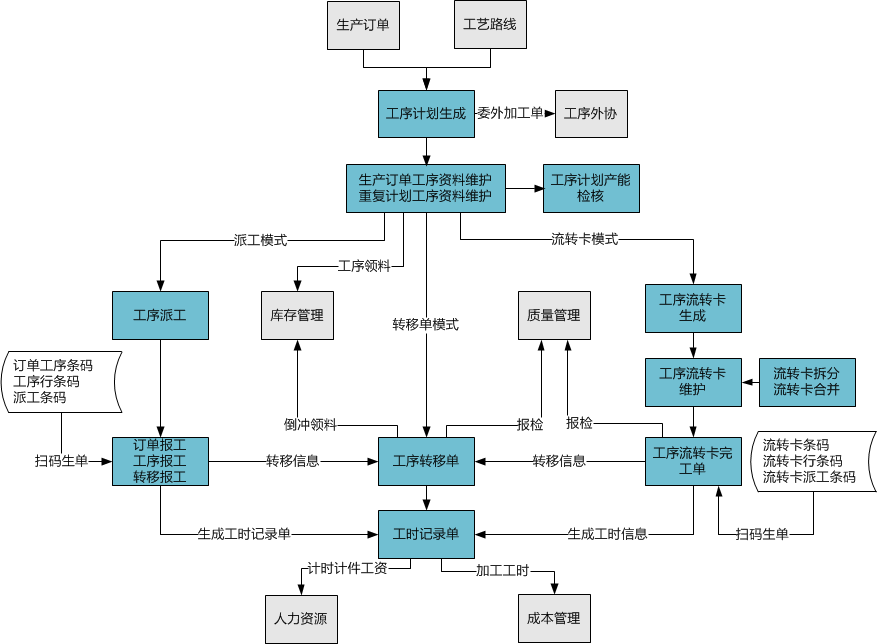 生产订单
工艺路线
工序计划生成
委外加工单
工序外协
生产订单工序资料维护
重复计划工序资料维护
工序计划产能
检核
派工模式
流转卡模式
工序领料
工序派工
库存管理
转移单模式
质量管理
工序流转卡
生成
订单工序条码
工序行条码
派工条码
工序流转卡
维护
流转卡拆分
流转卡合并
倒冲领料
报检
报检
扫码生单
订单报工
工序报工
转移报工
转移信息
工序转移单
转移信息
工序流转卡完
工单
流转卡条码
流转卡行条码
流转卡派工条码
生成工时记录单
工时记录单
生成工时信息
扫码生单
计时计件工资
加工工时
人力资源
成本管理